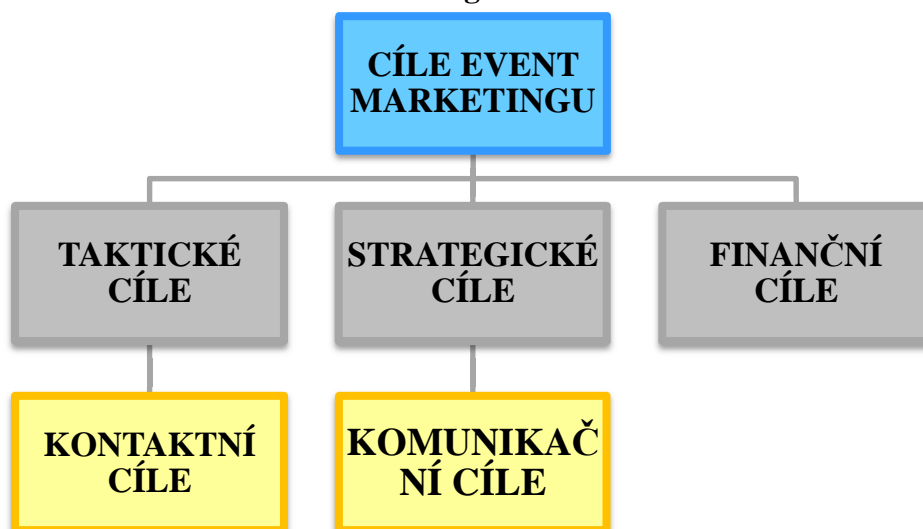 CÍLE EVENT
MARKETINGU
TAKTICKÉ
CÍLE
STRATEGICKÉ
CÍLE
FINANČNÍ
CÍLE
KONTAKTNÍ
CÍLE
KOMUNIKAČ
NÍ CÍLE